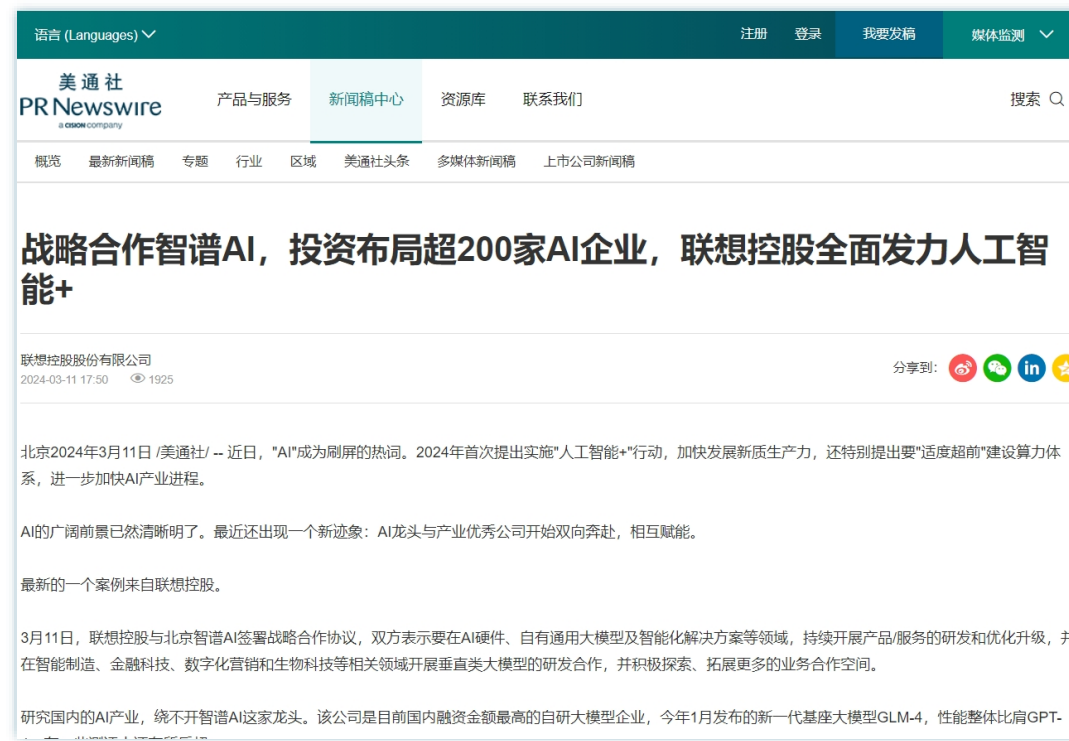 语言 (Languages)
注册 登录 我要发稿 媒体监测
美通社
PR Newswire
a CISION company
产品与服务 新闻稿中心 资源库 联系我们 搜索
概览 最新新闻稿 专题 行业 区域 美通社头条 多媒体新闻稿 上市公司新闻稿
战略合作智谱AI，投资布局超200家AI企业，联想控股全面发力人工智
能+
联想控股股份有限公司
2024-03-11 17:50 1925
分享到:
in
北京2024年3月11日 /美通社/ -- 近日，"AI"成为刷屏的热词。2024年首次提出实施"人工智能+"行动，加快发展新质生产力，还特别提出要"适度超前"建设算力体
系，进一步加快AI产业进程。
AI的广阔前景已然清晰明了。最近还出现一个新迹象：AI龙头与产业优秀公司开始双向奔赴，相互赋能。
最新的一个案例来自联想控股。
3月11日，联想控股与北京智谱AI签署战略合作协议，双方表示要在AI硬件、自有通用大模型及智能化解决方案等领域，持续开展产品/服务的研发和优化升级，并
在智能制造、金融科技、数字化营销和生物科技等相关领域开展垂直类大模型的研发合作，并积极探索、拓展更多的业务合作空间。
研究国内的AI产业，绕不开智谱AI这家龙头。该公司是目前国内融资金额最高的自研大模型企业，今年1月发布的新一代基座大模型GLM-4，性能整体比肩GPT-